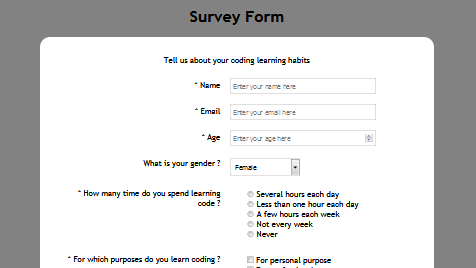 Survey Form
Tell us about your coding learning habits
* Name Enter your name here
* Email Enter your email here
* Age Enter your age here
What is your gender ? Female
* How many time do you spend learning code ?
Several hours each day
Less than one hour each day
A few hours each week
Not every week
Never
* For which purposes do you learn coding ? For personal purpose